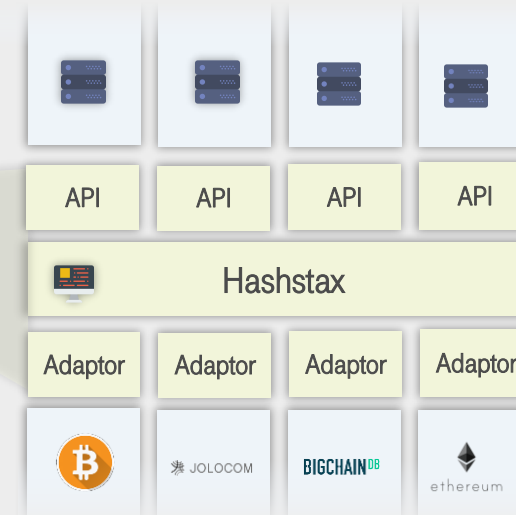 API API API API
Hashstax
Adaptor Adaptor Adaptor Adaptor
JOLOCOM BIGCHAINDB ethereum